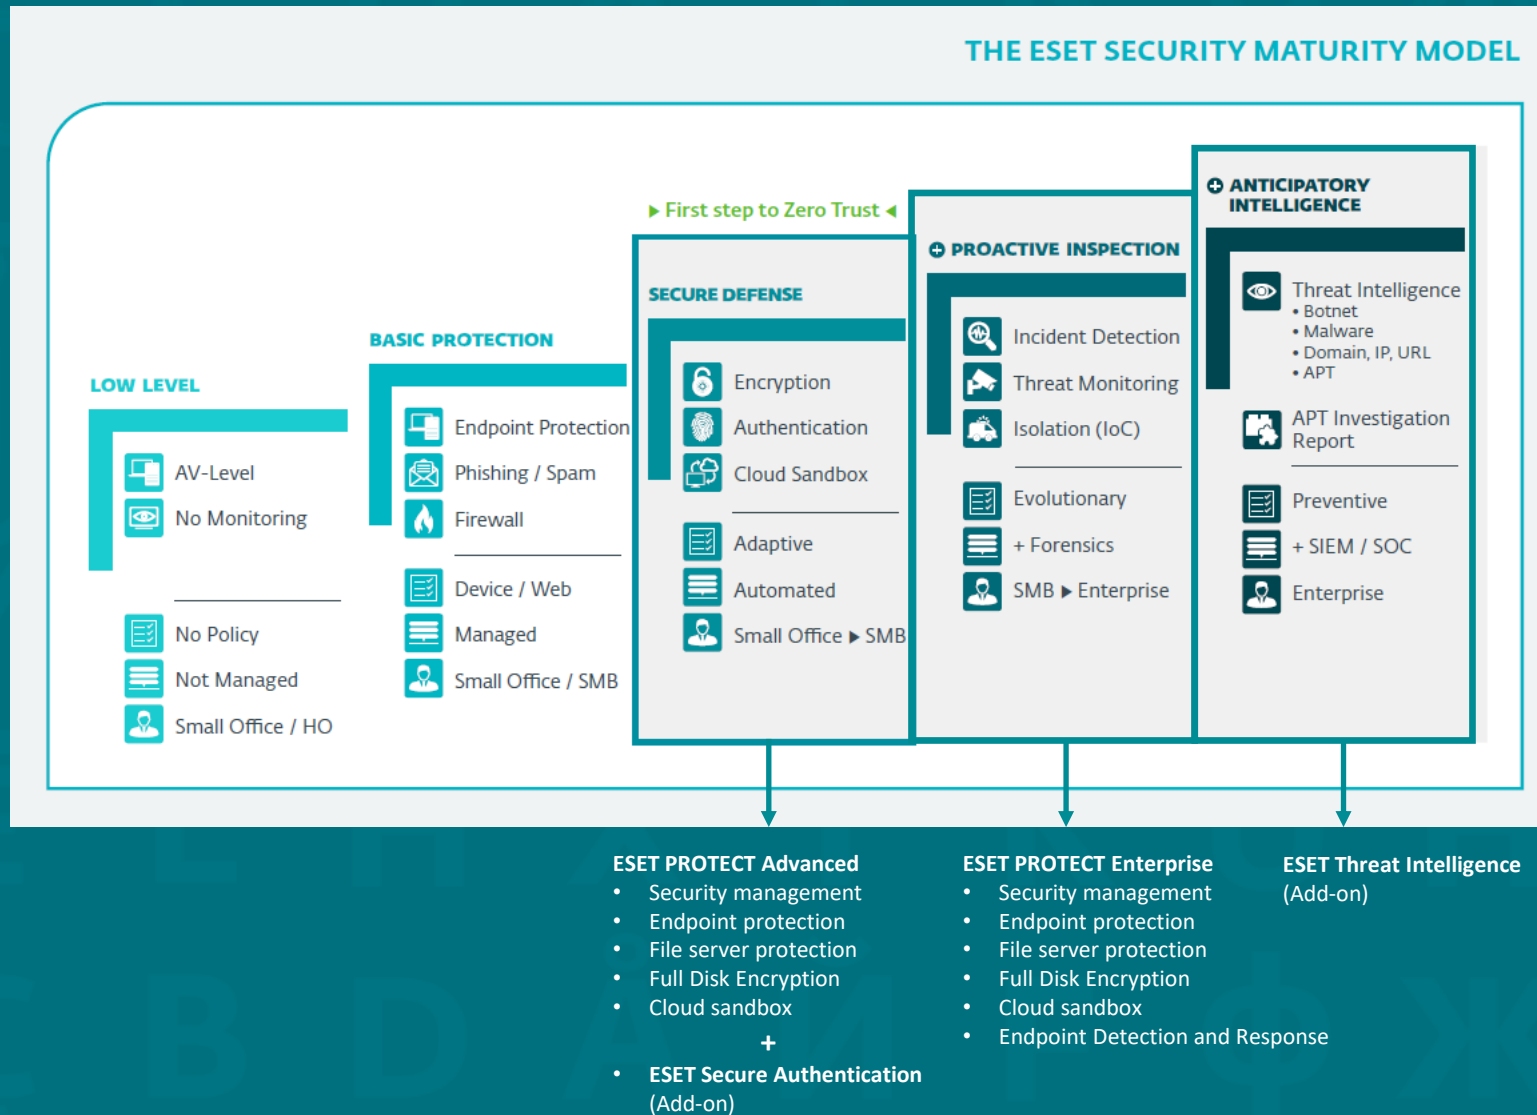 THE ESET SECURITY MATURITY MODEL
LOW LEVEL
AV-Level
No Monitoring
No Policy
Not Managed
Small Office / HO
BASIC PROTECTION
Endpoint Protection
Phishing / Spam
Firewall
Device / Web
Managed
Small Office / SMB
▶ First step to Zero Trust ◀
SECURE DEFENSE
Encryption
Authentication
Cloud Sandbox
Adaptive
Automated
Small Office ▶ SMB
PROACTIVE INSPECTION
Incident Detection
Threat Monitoring
Isolation (IoC)
Evolutionary
+ Forensics
SMB ▶ Enterprise
ANTICIPATORY
INTELLIGENCE
Threat Intelligence
• Botnet
• Malware
• Domain, IP, URL
• APT
APT Investigation
Report
Preventive
+ SIEM / SOC
Enterprise
ESET PROTECT Advanced
• Security management
• Endpoint protection
• File server protection
• Full Disk Encryption
• Cloud sandbox
+
• ESET Secure Authentication
(Add-on)
ESET PROTECT Enterprise
• Security management
• Endpoint protection
• File server protection
• Full Disk Encryption
• Cloud sandbox
• Endpoint Detection and Response
ESET Threat Intelligence
(Add-on)